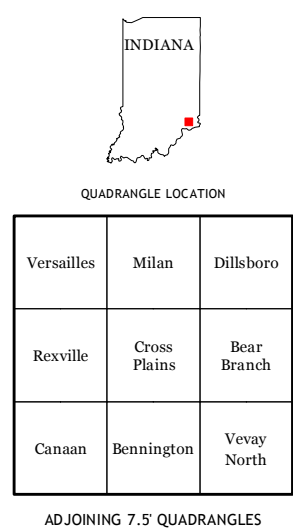 INDIANA
QUADRANGLE LOCATION
Versailles Milan Dillsboro
Rexville Cross Plains Bear Branch
Canaan Bennington Vevay North
ADJOINING 7.5' QUADRANGLES